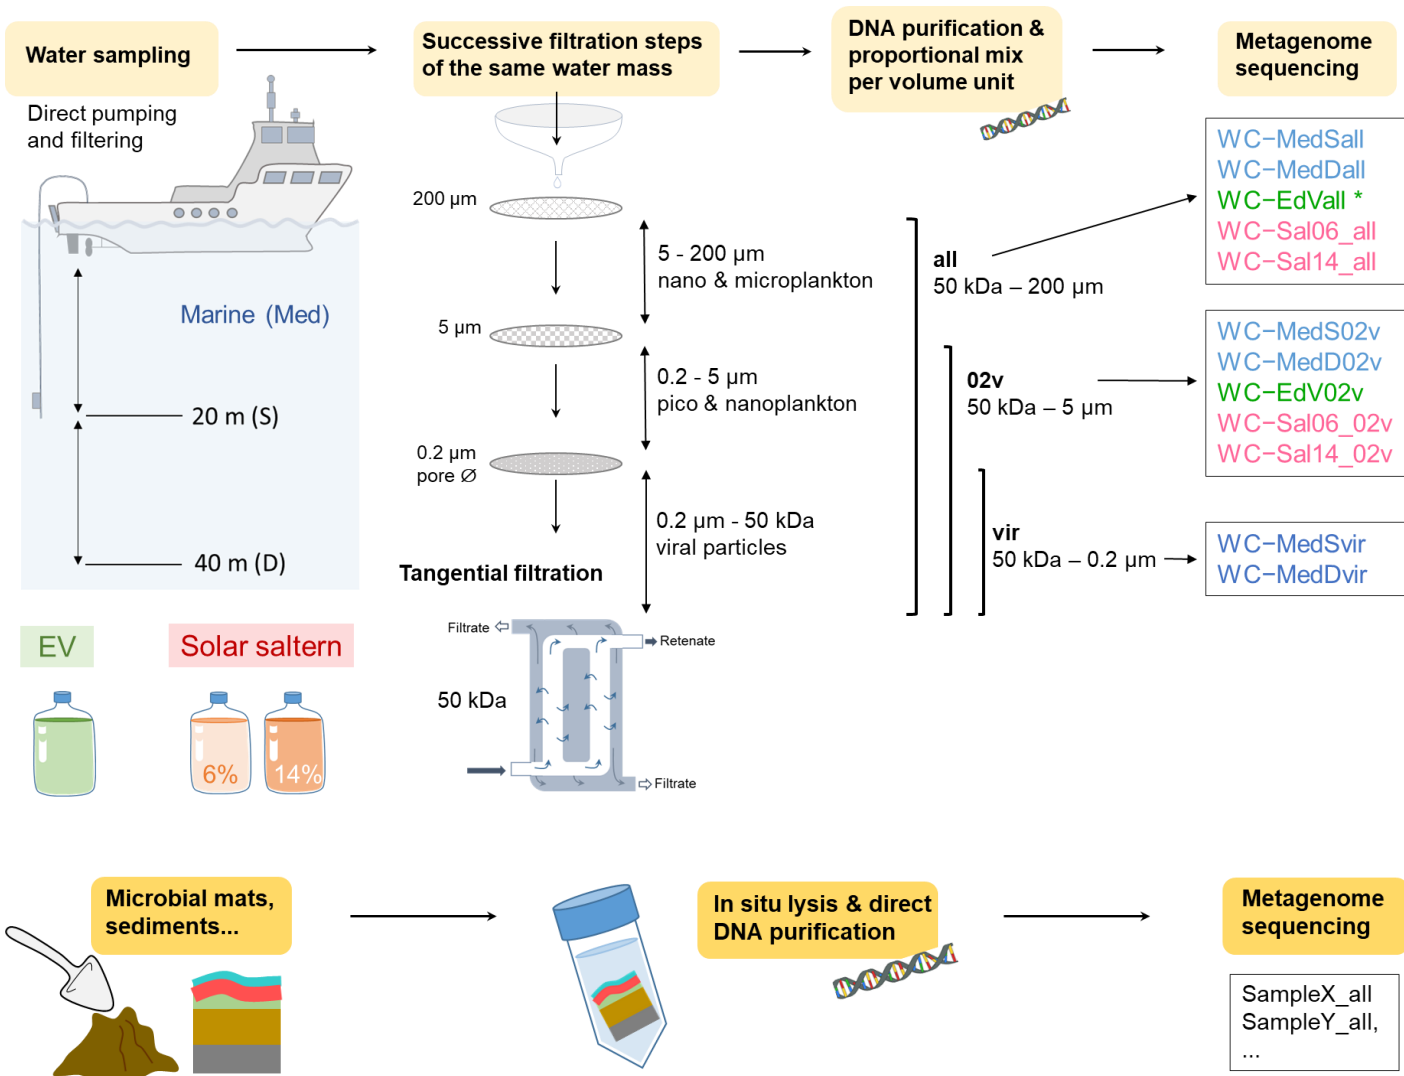 Water sampling
Successive filtration steps
of the same water mass
DNA purification &
proportional mix
per volume unit
Metagenome
sequencing
Direct pumping
and filtering
Marine (Med)
20 m (S)
40 m (D)
EV
Solar saltern
6%
14%
200 µm
5 µm
0.2 µm
pore Ø
5 - 200 µm
nano & microplankton
0.2 - 5 µm
pico & nanoplankton
0.2 µm - 50 kDa
viral particles
Tangential filtration
Filtrate
Retenate
50 kDa
Filtrate
all
50 kDa – 200 µm
02v
50 kDa – 5 µm
vir
50 kDa – 0.2 µm
WC−MedSall
WC−MedDall
WC−EdVall *
WC−Sal06_all
WC−Sal14_all
WC−MedS02v
WC−MedD02v
WC−EdV02v
WC−Sal06_02v
WC−Sal14_02v
WC−MedSvir
WC−MedDvir
Microbial mats,
sediments...
In situ lysis & direct
DNA purification
Metagenome
sequencing
SampleX_all
SampleY_all,
...